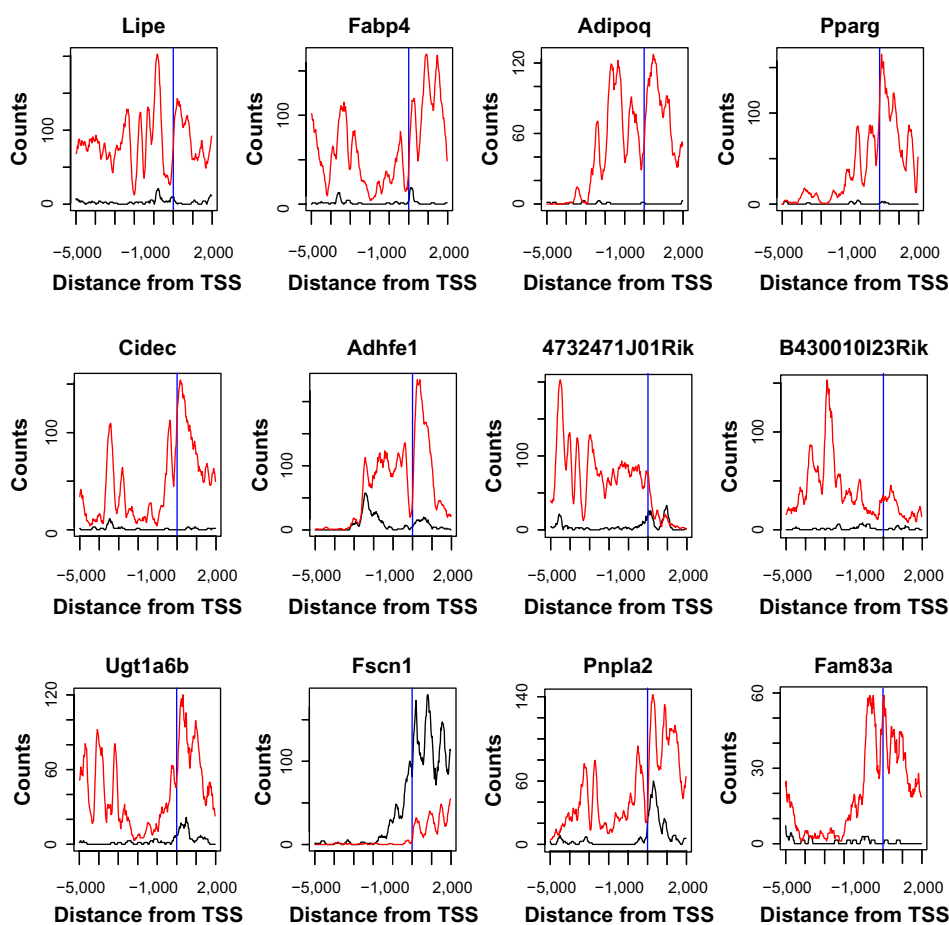 Lipe Fabp4 Adipoq Pparg
Counts 0 100 Counts 0 100 Counts 0 60 120 Counts 0 100
−5,000 −1,000 2,000 −5,000 −1,000 2,000 −5,000 −1,000 2,000 −5,000 −1,000 2,000
Distance from TSS Distance from TSS Distance from TSS Distance from TSS
Cidec Adhfe1 4732471J01Rik B430010I23Rik
Counts 0 100 Counts 0 100 Counts 0 100 Counts 0 100
−5,000 −1,000 2,000 −5,000 −1,000 2,000 −5,000 −1,000 2,000 −5,000 −1,000 2,000
Distance from TSS Distance from TSS Distance from TSS Distance from TSS
Ugt1a6b Fscn1 Pnpla2 Fam83a
Counts 0 60 120 Counts 0 100 Counts 0 60 140 Counts 0 30 60
−5,000 −1,000 2,000 −5,000 −1,000 2,000 −5,000 −1,000 2,000 −5,000 −1,000 2,000
Distance from TSS Distance from TSS Distance from TSS Distance from TSS